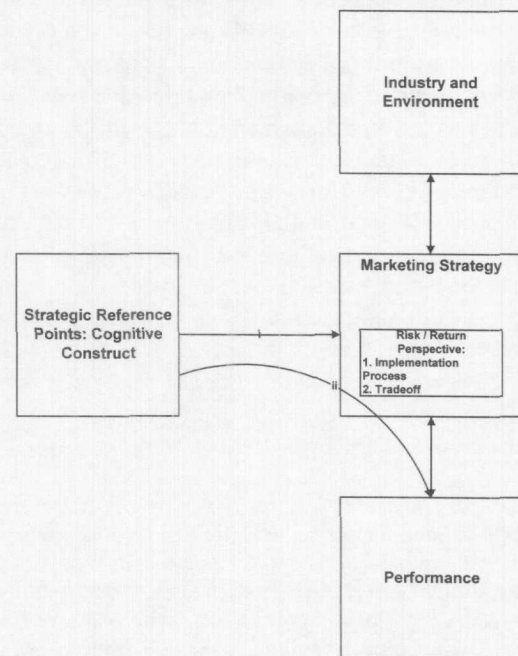 Industry and
Environment
Marketing Strategy
Strategic Reference
Points: Cognitive
Construct
i
Risk / Return
Perspective:
1. Implementation
Process
2. Tradeoff
ii
Performance